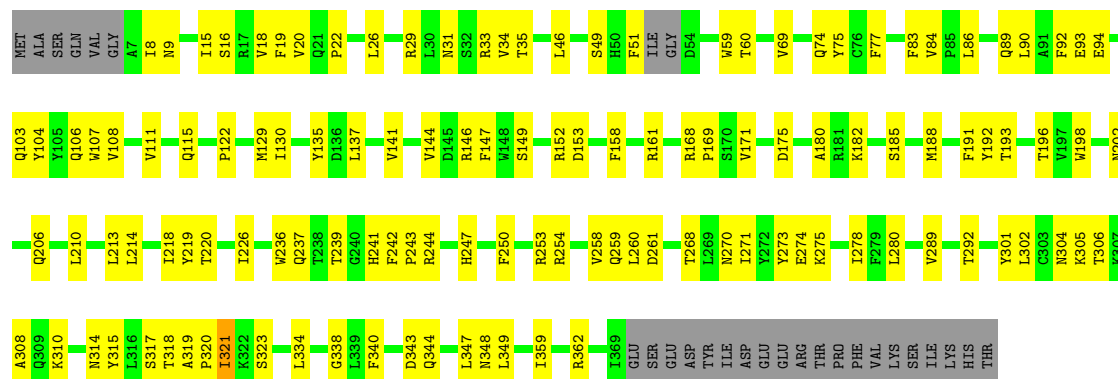 MET ALA SER GLN VAL GLY A7 I8 N9 I15 S16 R17 V18 F19 V20 Q21 P22 L26 R29 L30 N31 S32 R33 V34 T35 L46 S49 H50 F51 ILE GLY D54 W59 T60 V69 Q74 Y75 C76 F77 F83 V84 P85 L86 Q89 L90 A91 F92 E93 E94
Q103 Y104 Y105 Q106 W107 V108 V111 Q115 P122 M129 I130 Y135 D136 L137 V141 V144 D145 R146 F147 W148 S149 R152 D153 F158 R161 R168 P169 S170 V171 D175 A180 R181 K182 S185 M188 F191 Y192 T193 T196 V197 W198
Q206 L210 L213 L214 I218 Y219 T220 I226 W236 Q237 T238 T239 G240 H241 F242 P243 R244 H247 F250 R253 R254 V258 Q259 L260 D261 T268 L269 N270 I271 Y272 Y273 E274 K275 I278 F279 L280 V289 T292 Y301 L302 C303 N304 K305 T306
A308 Q309 K310 N314 Y315 L316 S317 T318 A319 P320 I321 K322 S323 L334 G338 L339 F340 D343 Q344 L347 N348 L349 I359 R362 I369 GLU SER GLU ASP TYR ILE ASP GLU GLU ARG THR PRO PHE VAL LYS SER ILE LYS HIS THR